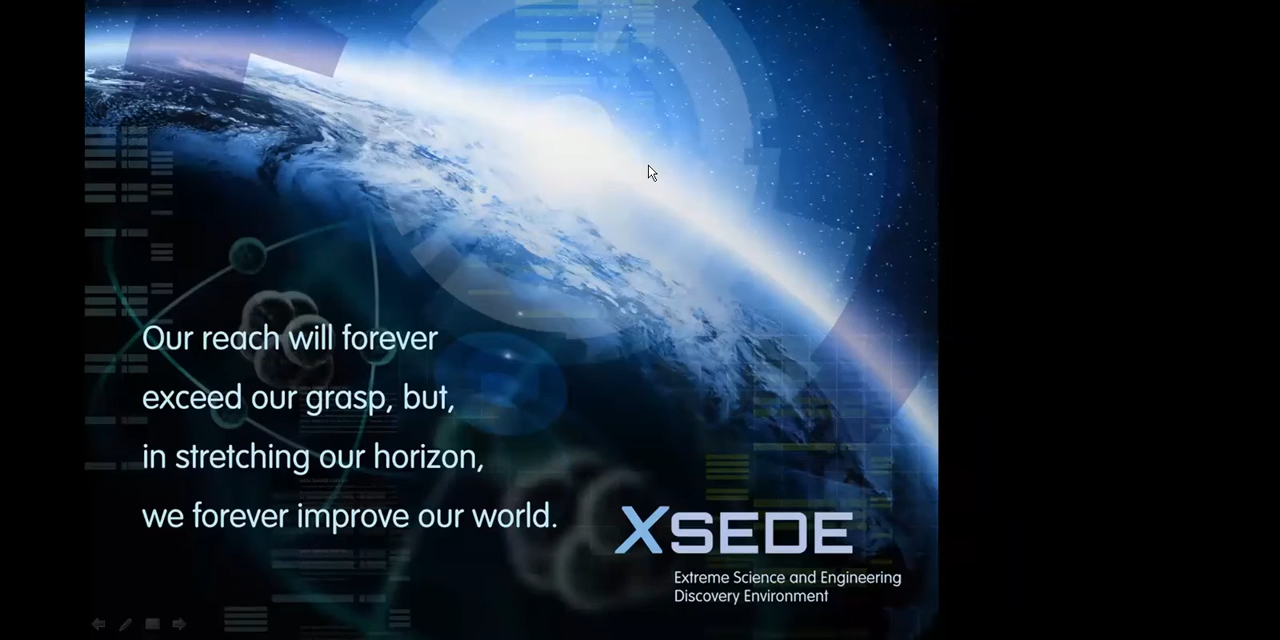 Our reach will forever
exceed our grasp, but,
in stretching our horizon,
we forever improve our world.
XSEDE
Extreme Science and Engineering
Discovery Environment